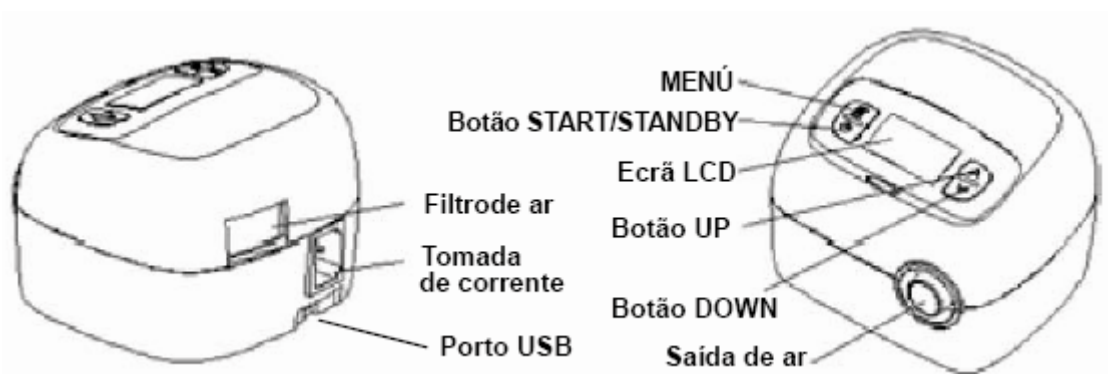 Filtrode ar
Tomada
de corrente
Porto USB
MENÚ
Botão START/STANDBY
Ecrã LCD
Botão UP
Botão DOWN
Saída de ar